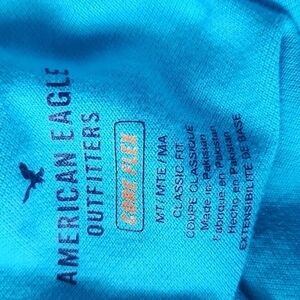 AMERICAN EAGLE
OUTFITTERS
CORE FLEX
MT/MTE/MA
CLASSIC FIT
COUPE CLASSIQUE
Made in Pakistan
Fabriqué en Pakistan
Hecho en Pakistán
EXTENSIBILITÉ DE BASE